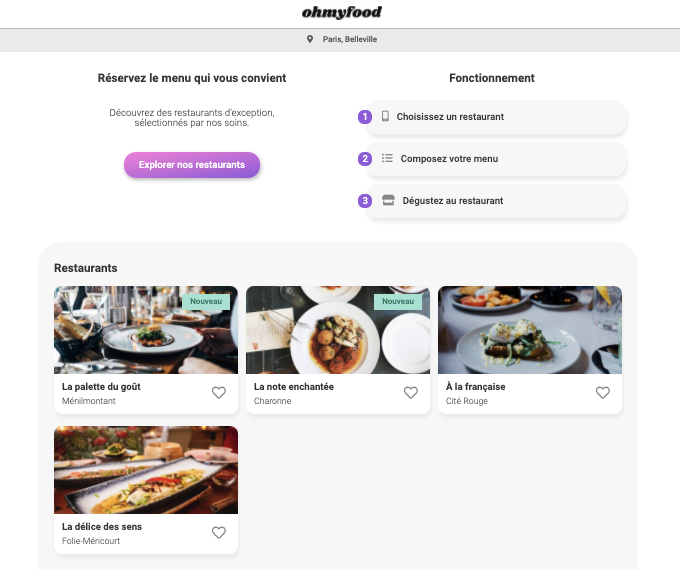 ohmyfood
Paris, Belleville
Réservez le menu qui vous convient
Découvrez des restaurants d'exception,
sélectionnés par nos soins.
Explorer nos restaurants
Fonctionnement
1 Choisissez un restaurant
2 Composez votre menu
3 Dégustez au restaurant
Restaurants
Nouveau
La palette du goût
Ménilmontant
Nouveau
La note enchantée
Charonne
À la française
Cité Rouge
La délice des sens
Folie-Méricourt